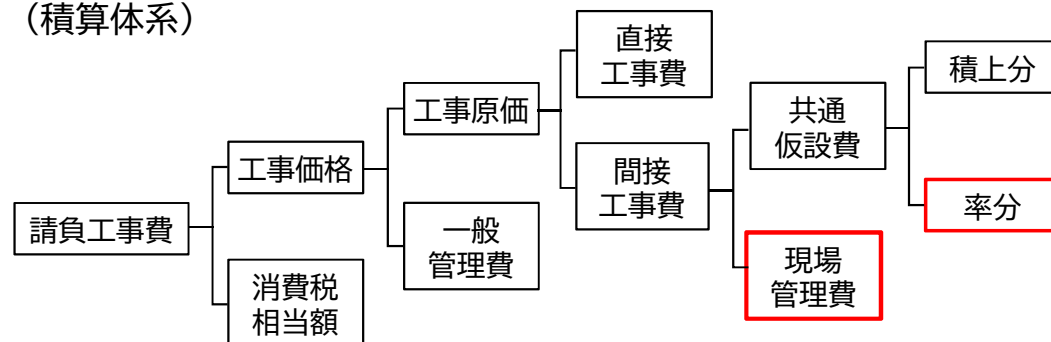 （積算体系）
請負工事費
工事価格
消費税
相当額
工事原価
一般
管理費
直接
工事費
間接
工事費
共通
仮設費
現場
管理費
積上分
率分